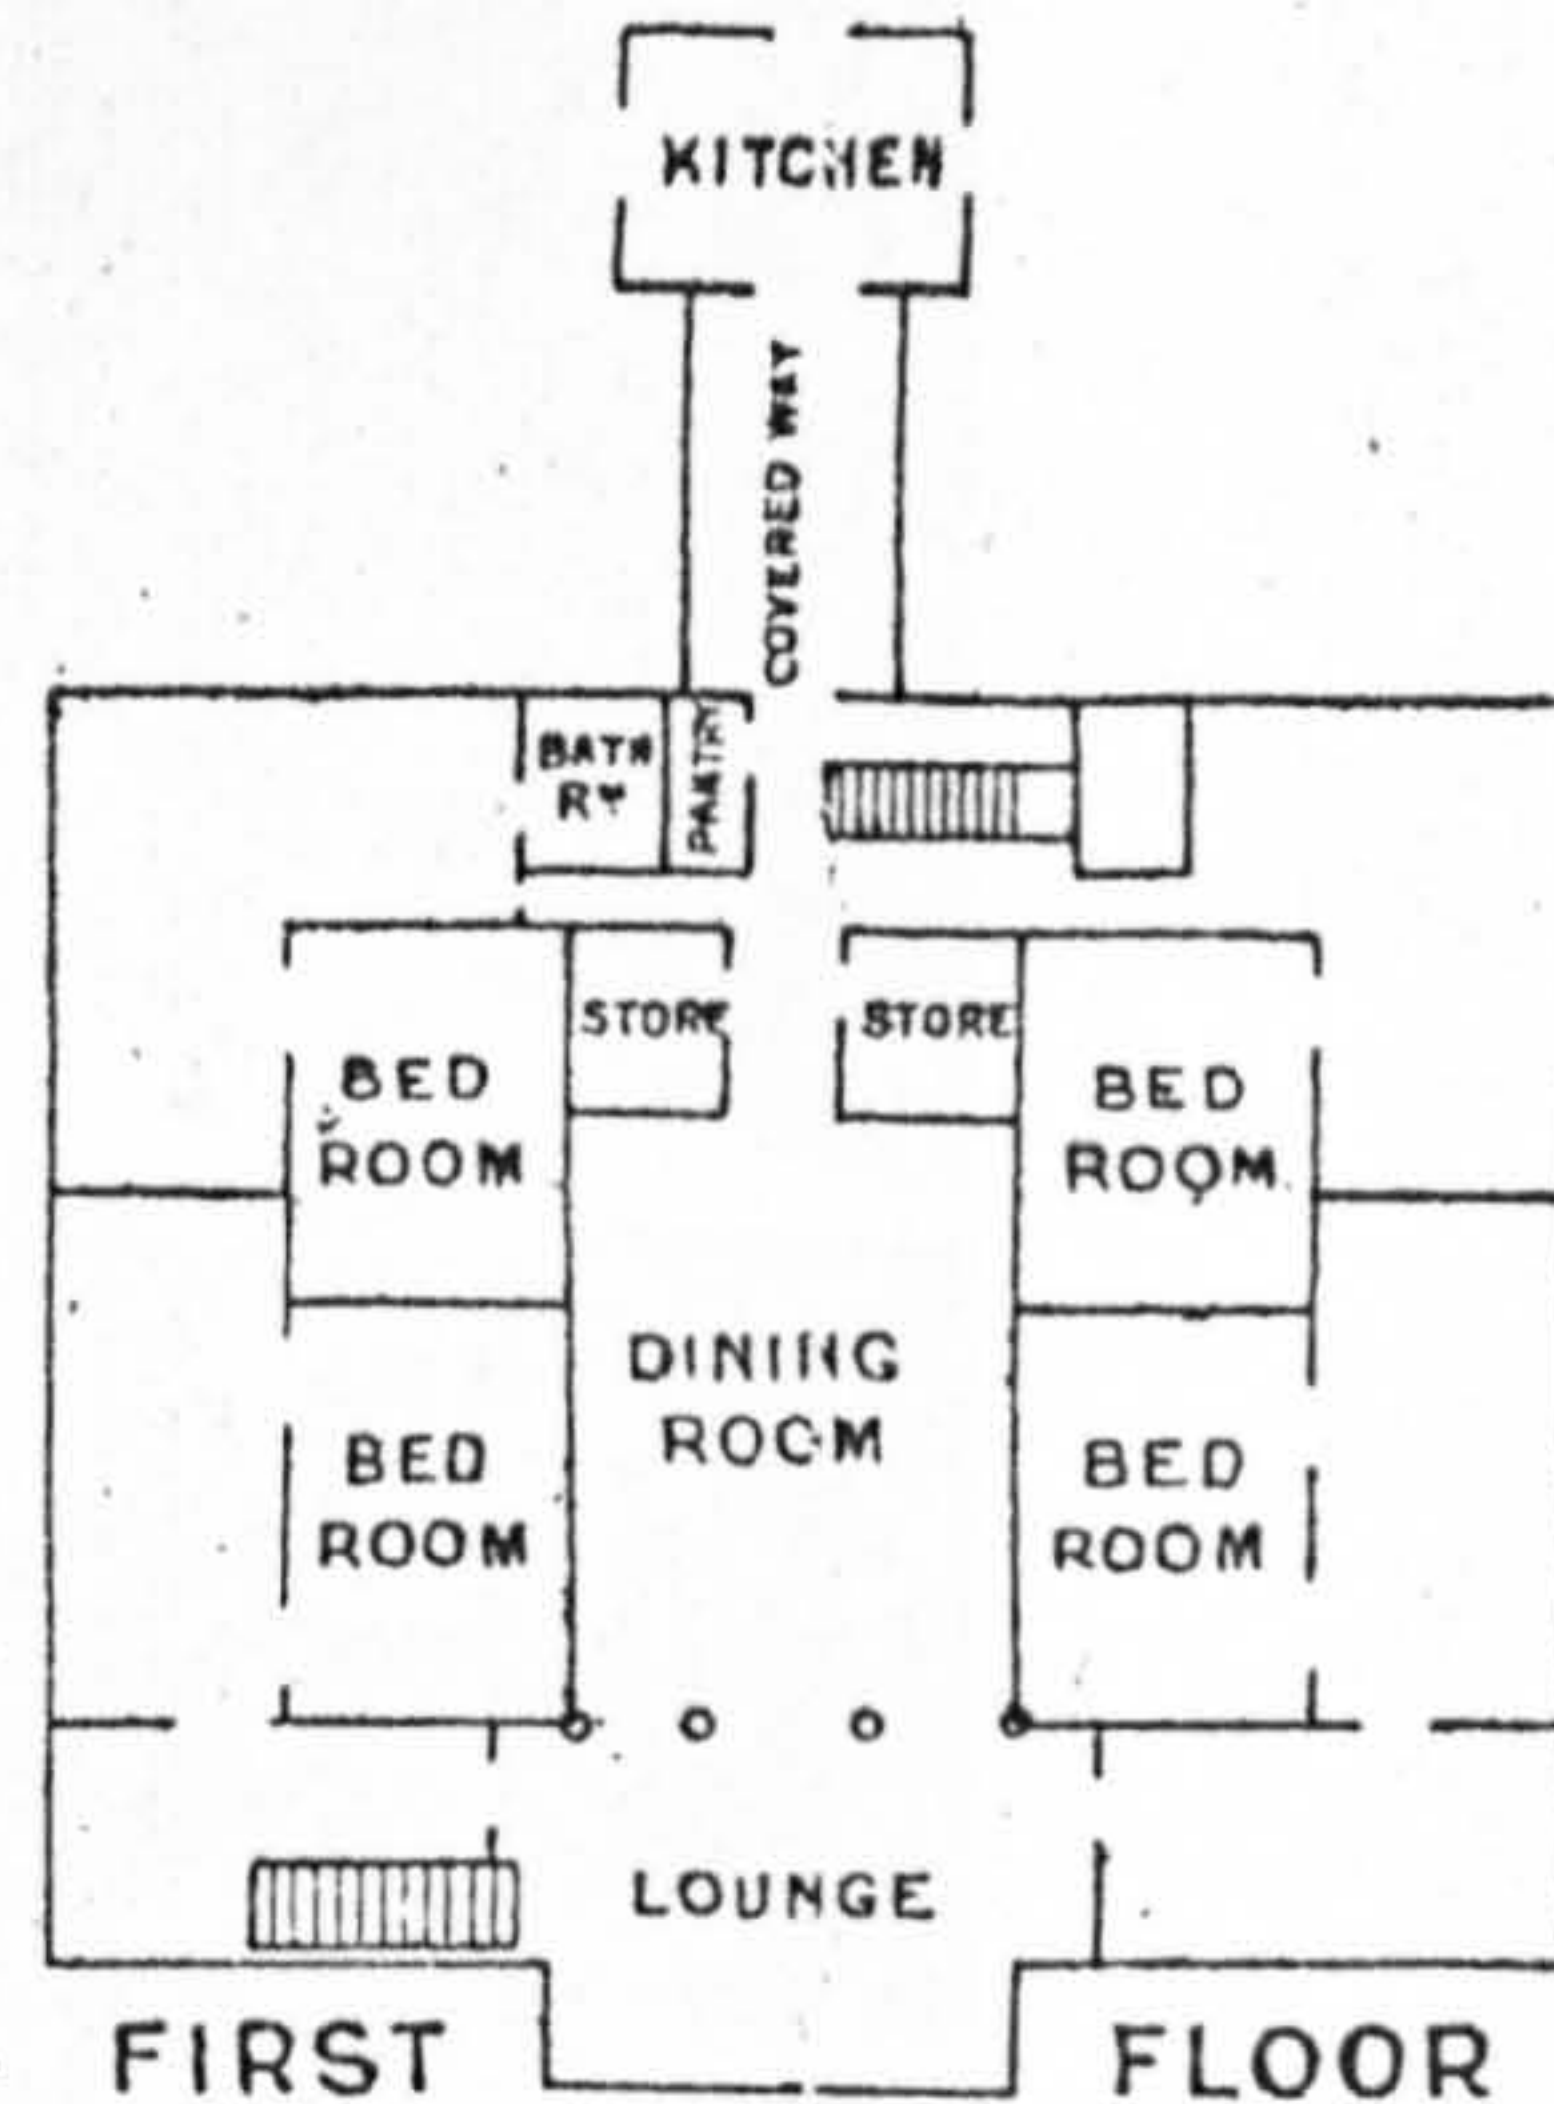 KITCHEN
COVERED WAY
BATH
RM
PANTRY
STORE
STORE
BED
ROOM
BED
ROOM
DINING
ROOM
BED
ROOM
BED
ROOM
LOUNGE
FIRST FLOOR